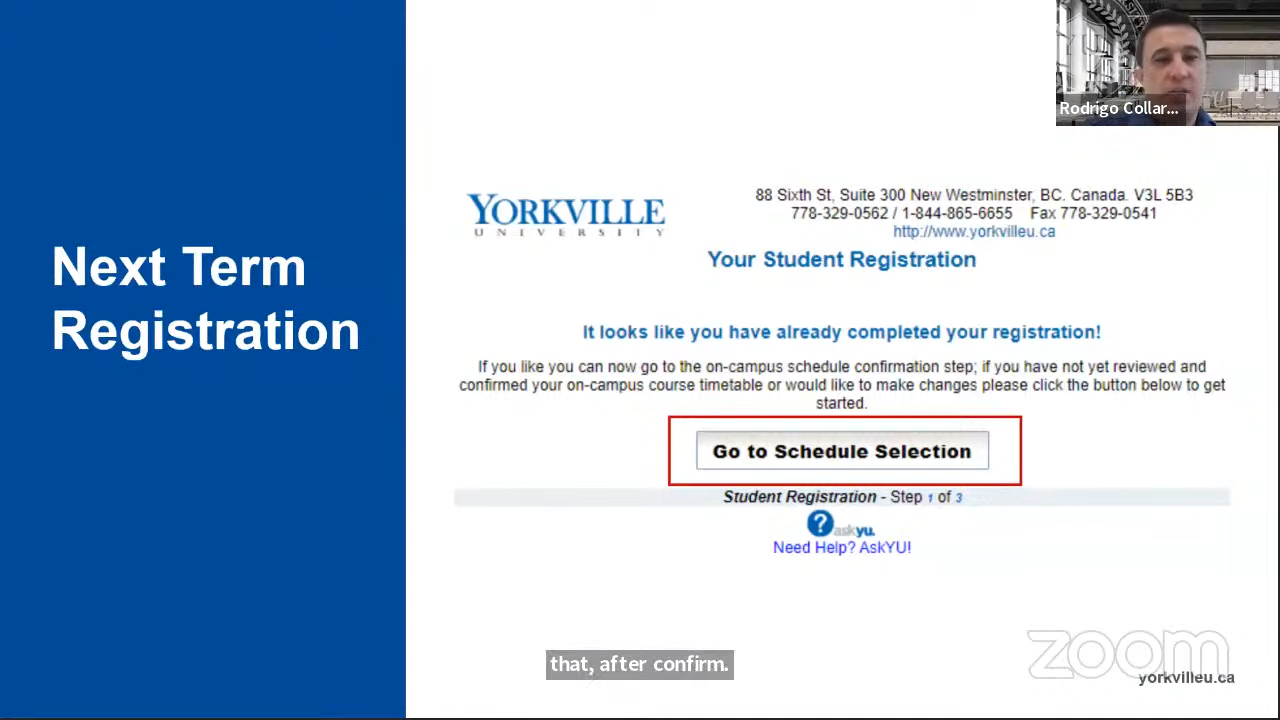 Rodrigo Collar...
Next Term
Registration
YORKVILLE
UNIVERSITY
88 Sixth St, Suite 300 New Westminster, BC. Canada. V3L 5B3
778-329-0562 / 1-844-865-6655 Fax 778-329-0541
http://www.yorkvilleu.ca
Your Student Registration
It looks like you have already completed your registration!
If you like you can now go to the on-campus schedule confirmation step; if you have not yet reviewed and
confirmed your on-campus course timetable or would like to make changes please click the button below to get
started.
Go to Schedule Selection
Student Registration - Step 1 of 3
? askyu.
Need Help? AskYU!
that, after confirm.
zoom
yorkvilleu.ca